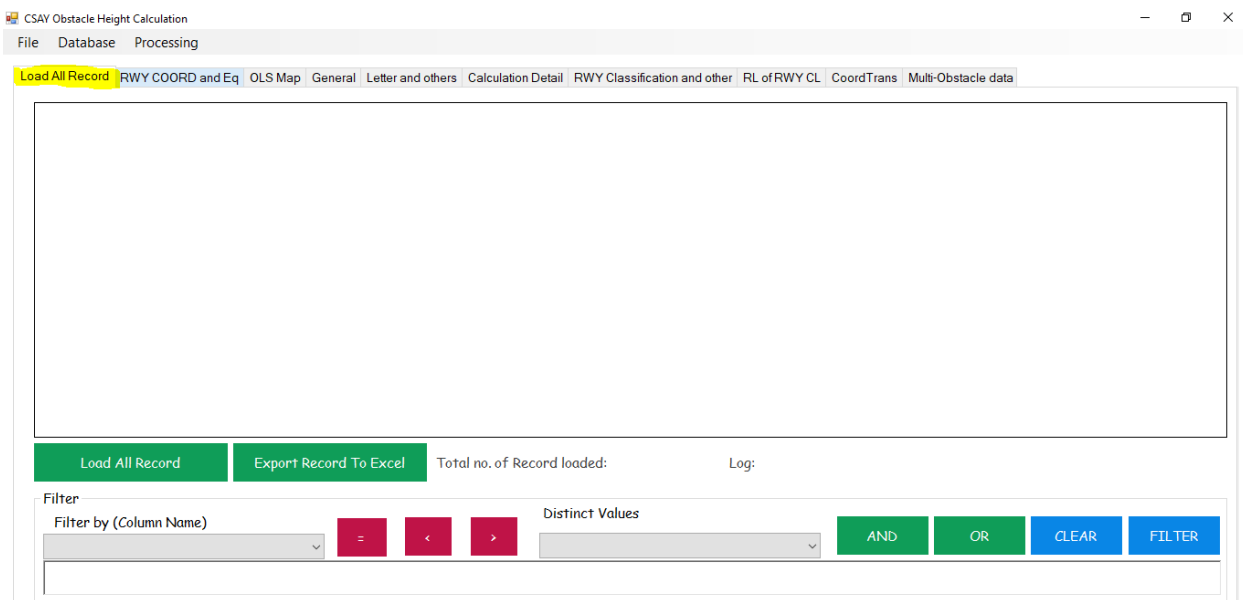 CSAY Obstacle Height Calculation
File Database Processing
Load All Record RWY COORD and Eq OLS Map General Letter and others Calculation Detail RWY Classification and other RL of RWY CL CoordTrans Multi-Obstacle data
Load All Record Export Record To Excel Total no. of Record loaded: Log:
Filter
Filter by (Column Name) = < > Distinct Values AND OR CLEAR FILTER